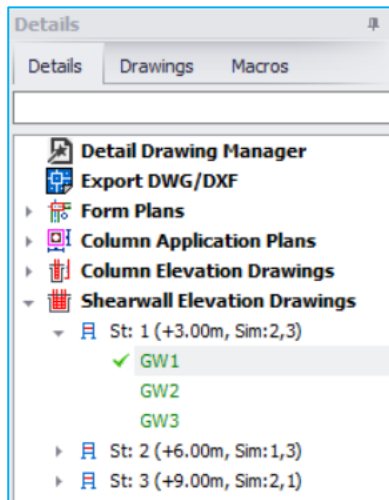 Details
Details Drawings Macros
Detail Drawing Manager
Export DWG/DXF
Form Plans
Column Application Plans
Column Elevation Drawings
Shearwall Elevation Drawings
St: 1 (+3.00m, Sim:2,3)
GW1
GW2
GW3
St: 2 (+6.00m, Sim:1,3)
St: 3 (+9.00m, Sim:2,1)